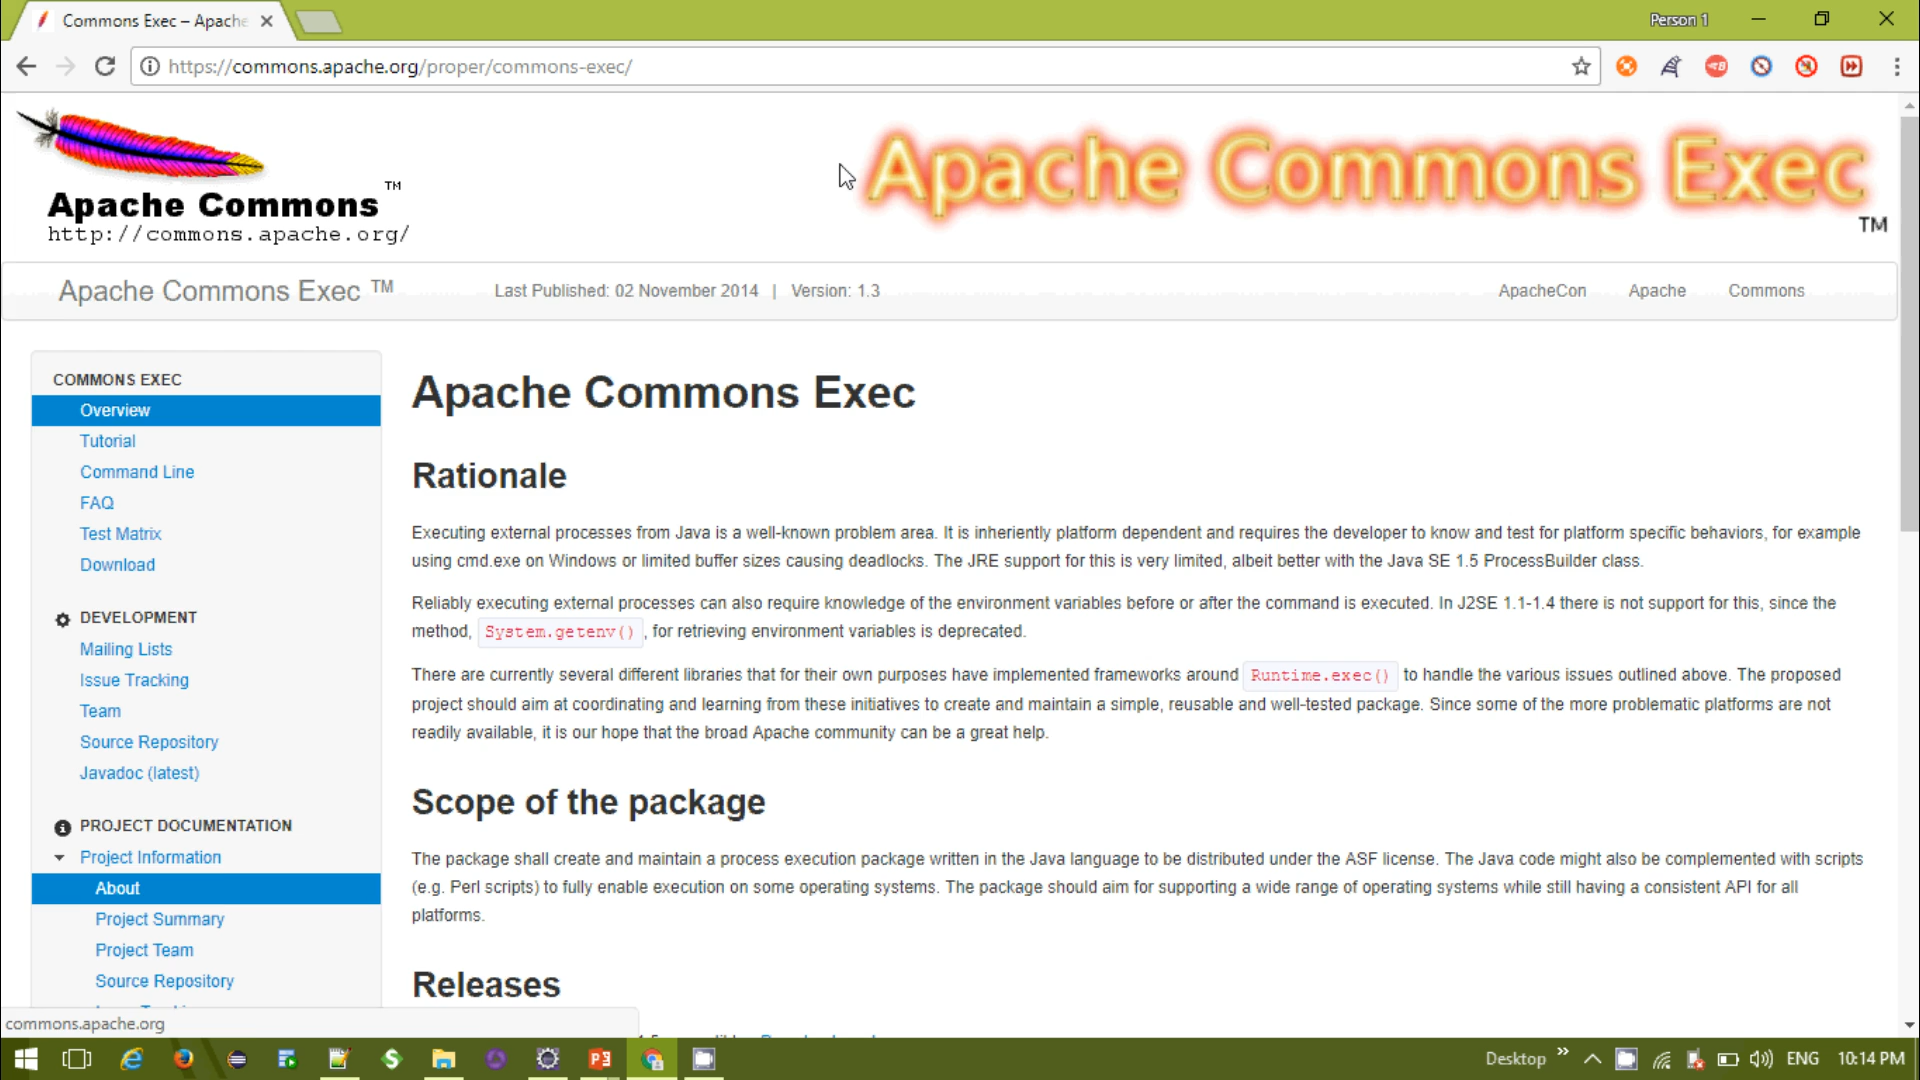 Commons Exec – Apache
Person 1
https://commons.apache.org/proper/commons-exec/
Apache Commons™
http://commons.apache.org/
Apache Commons Exec™
Apache Commons Exec ™
Last Published: 02 November 2014 | Version: 1.3
ApacheCon Apache Commons
COMMONS EXEC
Overview
Tutorial
Command Line
FAQ
Test Matrix
Download
DEVELOPMENT
Mailing Lists
Issue Tracking
Team
Source Repository
Javadoc (latest)
PROJECT DOCUMENTATION
Project Information
About
Project Summary
Project Team
Source Repository
Apache Commons Exec
Rationale
Executing external processes from Java is a well-known problem area. It is inheriently platform dependent and requires the developer to know and test for platform specific behaviors, for example
using cmd.exe on Windows or limited buffer sizes causing deadlocks. The JRE support for this is very limited, albeit better with the Java SE 1.5 ProcessBuilder class.
Reliably executing external processes can also require knowledge of the environment variables before or after the command is executed. In J2SE 1.1-1.4 there is not support for this, since the
method, System.getenv() , for retrieving environment variables is deprecated.
There are currently several different libraries that for their own purposes have implemented frameworks around Runtime.exec() to handle the various issues outlined above. The proposed
project should aim at coordinating and learning from these initiatives to create and maintain a simple, reusable and well-tested package. Since some of the more problematic platforms are not
readily available, it is our hope that the broad Apache community can be a great help.
Scope of the package
The package shall create and maintain a process execution package written in the Java language to be distributed under the ASF license. The Java code might also be complemented with scripts
(e.g. Perl scripts) to fully enable execution on some operating systems. The package should aim for supporting a wide range of operating systems while still having a consistent API for all
platforms.
Releases
commons.apache.org
Desktop
ENG
10:14 PM